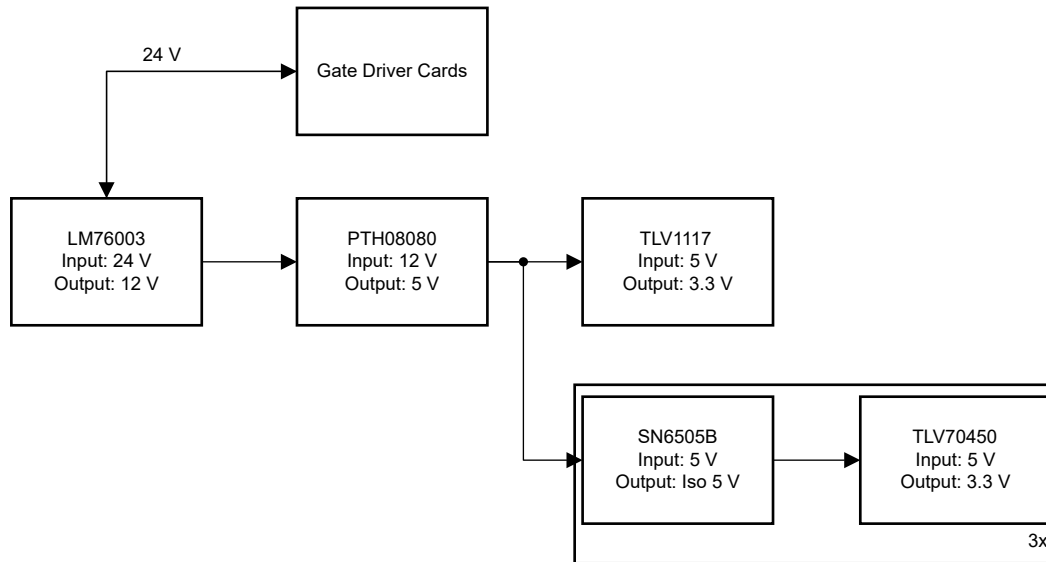 24 V
Gate Driver Cards
LM76003
Input: 24 V
Output: 12 V
PTH08080
Input: 12 V
Output: 5 V
TLV1117
Input: 5 V
Output: 3.3 V
SN6505B
Input: 5 V
Output: Iso 5 V
TLV70450
Input: 5 V
Output: 3.3 V
3x